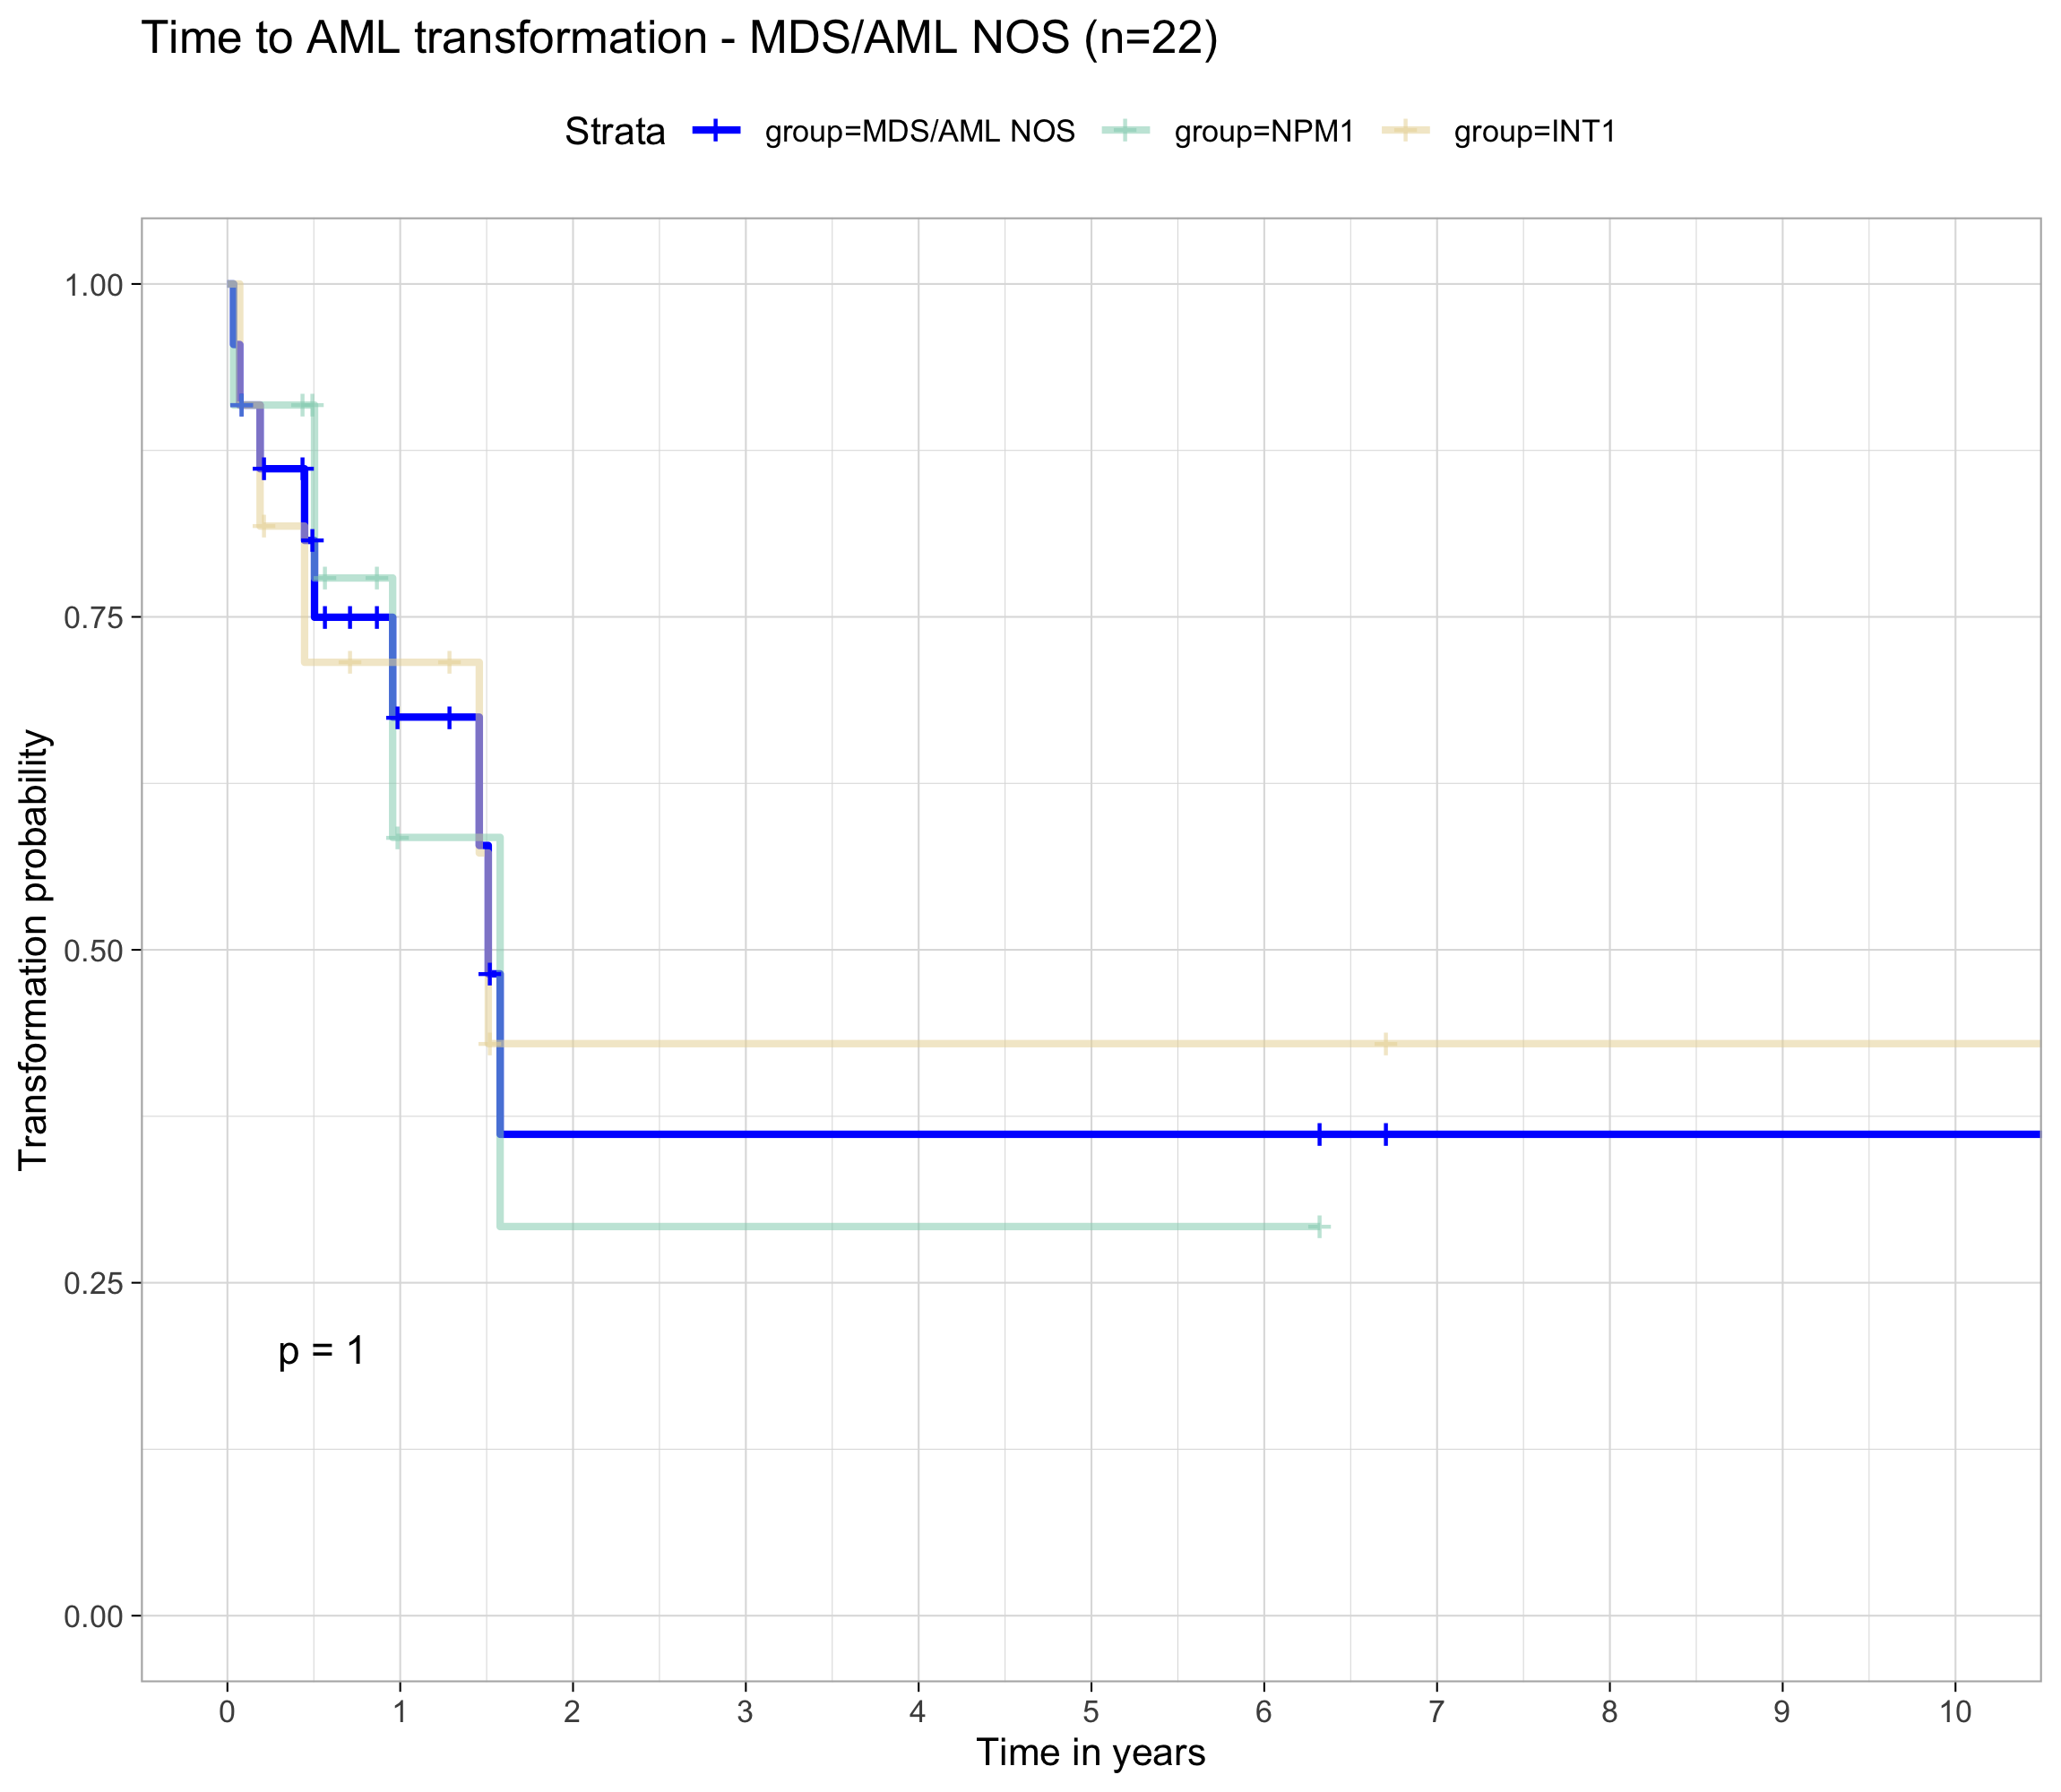 Time to AML transformation - MDS/AML NOS (n=22)
Strata group=MDS/AML NOS group=NPM1 group=INT1
Transformation probability
1.00
0.75
0.50
0.25
0.00
p = 1
0 1 2 3 4 5 6 7 8 9 10
Time in years